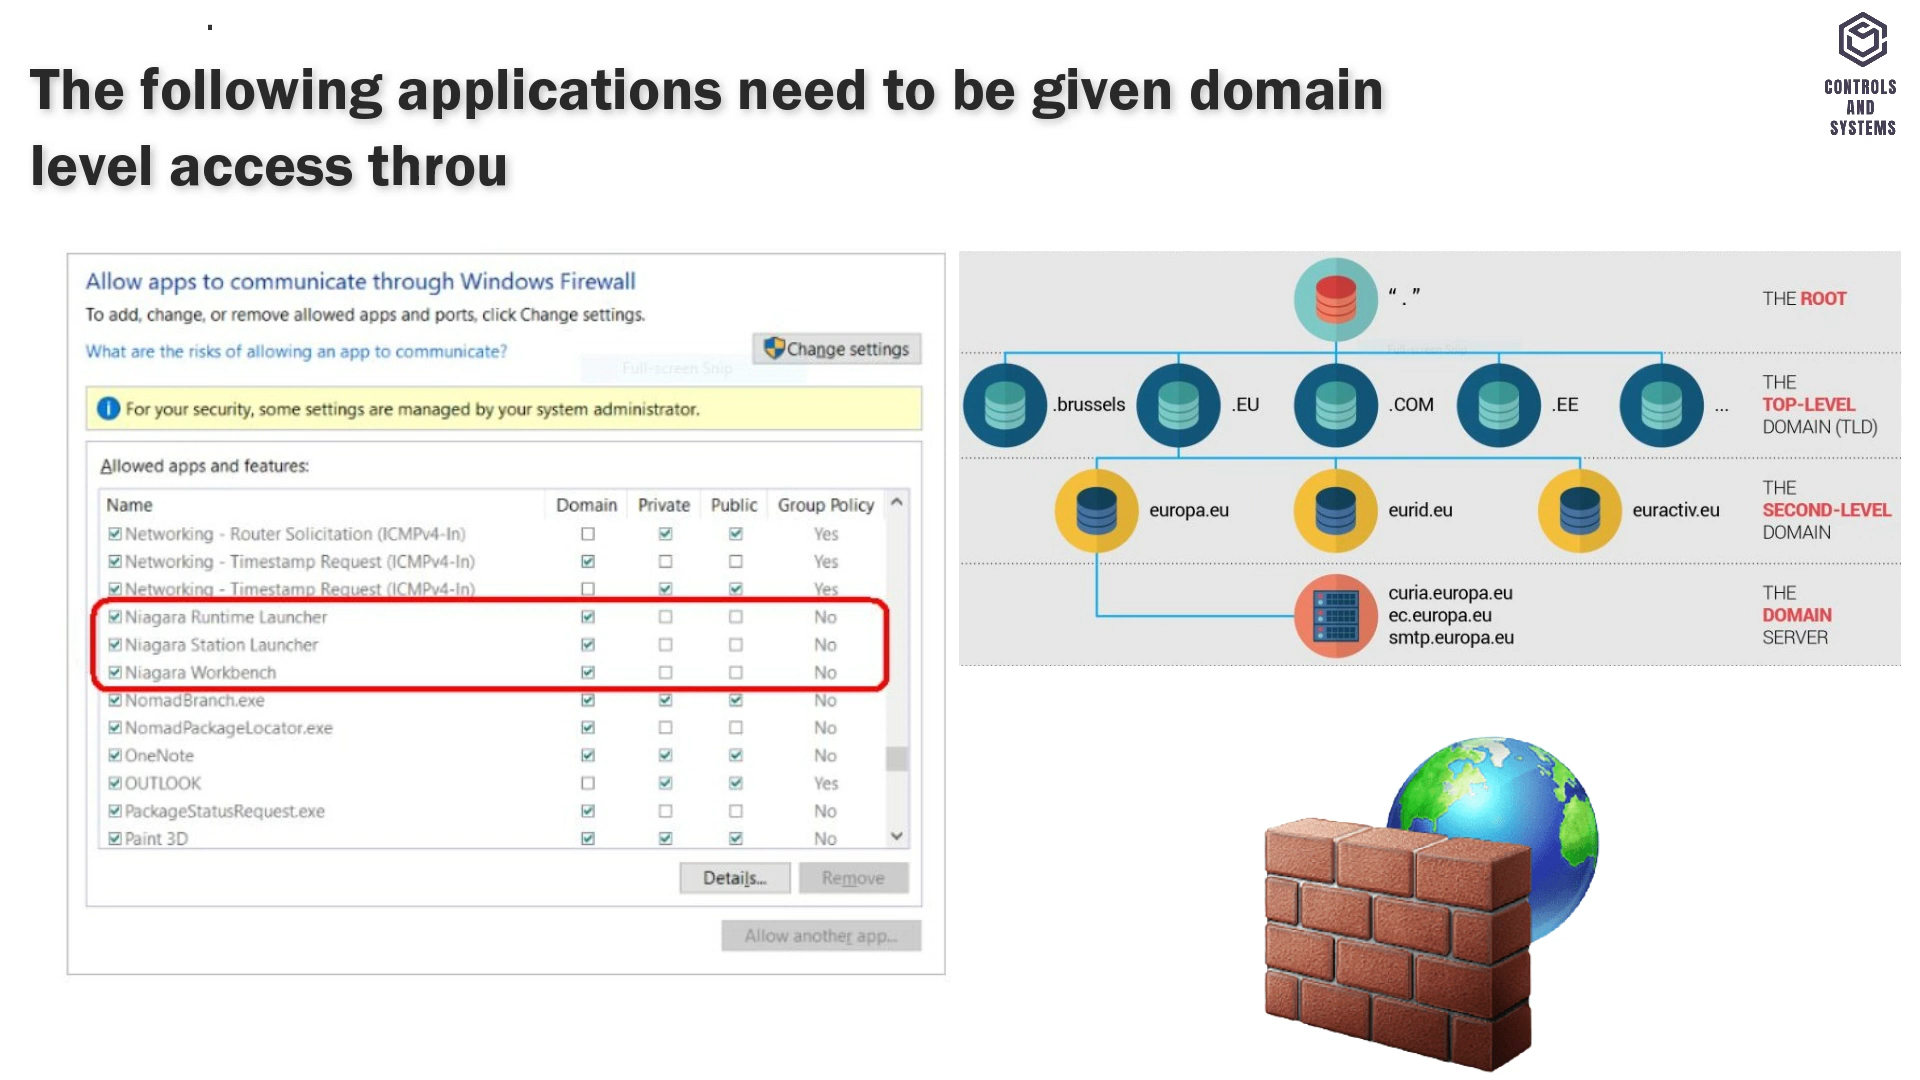 .
The following applications need to be given domain
level access throu
CONTROLS
AND
SYSTEMS
Allow apps to communicate through Windows Firewall
To add, change, or remove allowed apps and ports, click Change settings.
What are the risks of allowing an app to communicate?
Change settings
Full-screen Snip
For your security, some settings are managed by your system administrator.
Allowed apps and features:
Name Domain Private Public Group Policy
Networking - Router Solicitation (ICMPv4-In) Yes
Networking - Timestamp Request (ICMPv4-In) Yes
Networking - Timestamp Request (ICMPv4-In) Yes
Niagara Runtime Launcher No
Niagara Station Launcher No
Niagara Workbench No
NomadBranch.exe No
NomadPackageLocator.exe No
OneNote No
OUTLOOK Yes
PackageStatusRequest.exe No
Paint 3D No
Details...
Remove
Allow another app...
“ . ”
THE ROOT
Full-screen Snip
.brussels .EU .COM .EE ...
THE
TOP-LEVEL
DOMAIN (TLD)
europa.eu eurid.eu euractiv.eu
THE
SECOND-LEVEL
DOMAIN
curia.europa.eu
ec.europa.eu
smtp.europa.eu
THE
DOMAIN
SERVER